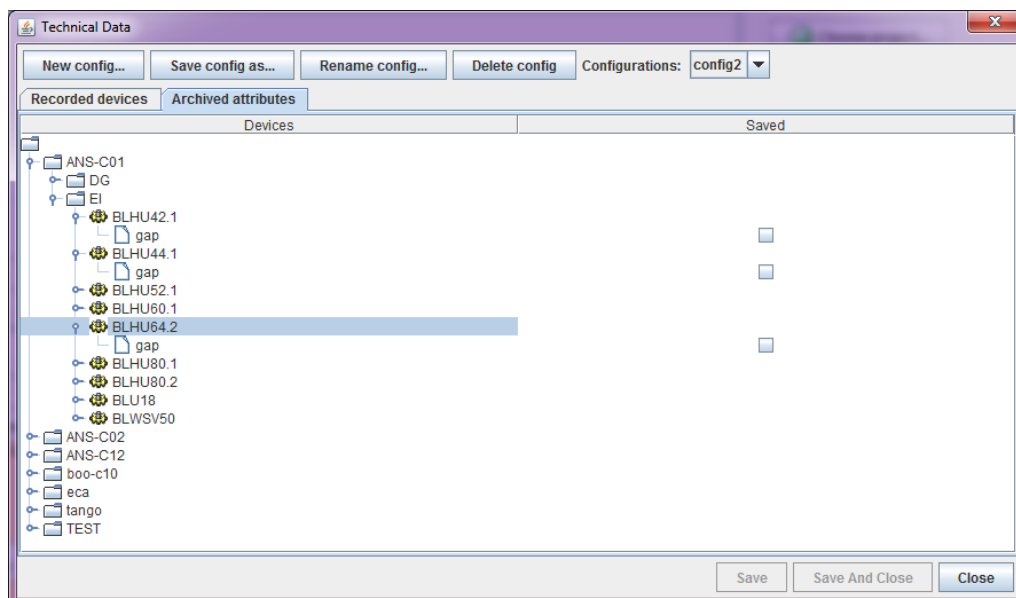 Technical Data
New config... Save config as... Rename config... Delete config Configurations: config2
Recorded devices Archived attributes
Devices Saved
ANS-C01
DG
EI
BLHU42.1
gap
BLHU44.1
gap
BLHU52.1
BLHU60.1
BLHU64.2
gap
BLHU80.1
BLHU80.2
BLU18
BLWSV50
ANS-C02
ANS-C12
boo-c10
eca
tango
TEST
Save Save And Close Close